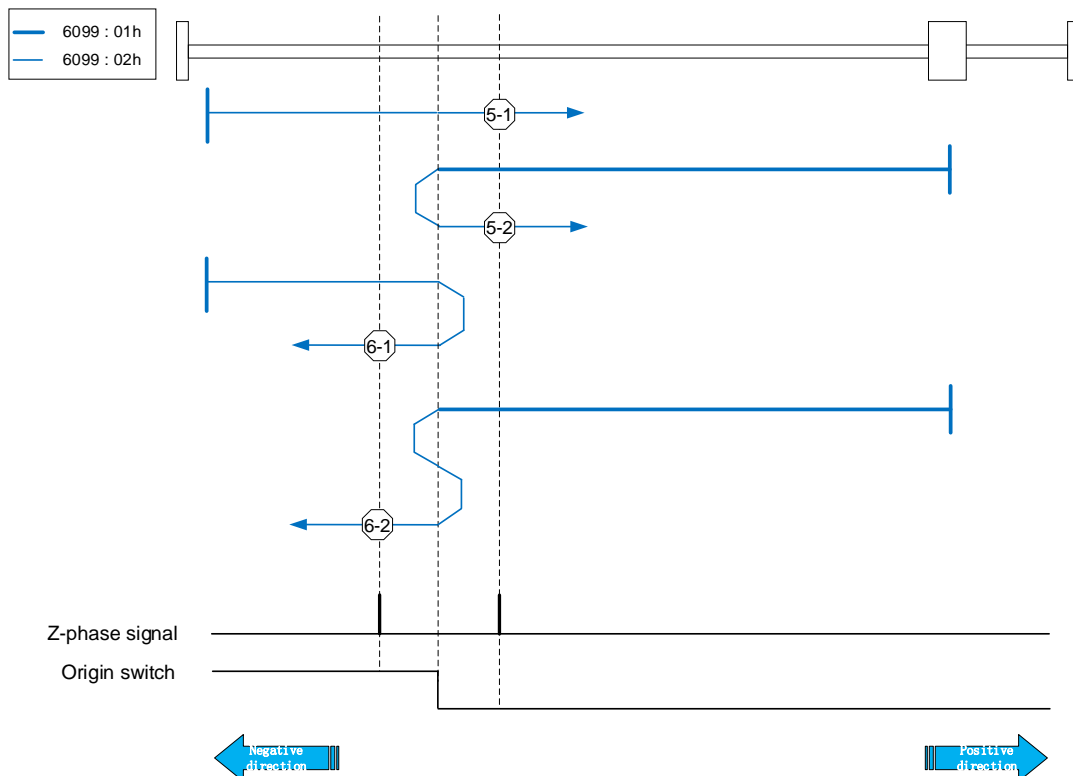 6099 : 01h
6099 : 02h
5-1
5-2
6-1
6-2
Z-phase signal
Origin switch
Negative
direction
Positive
direction